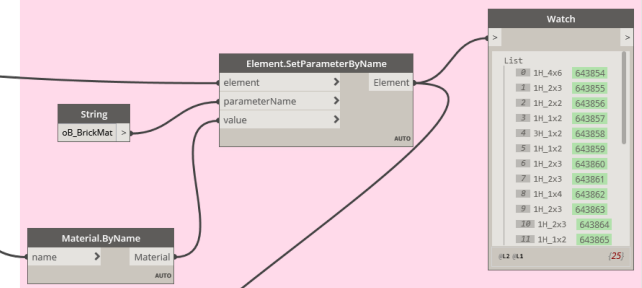 Watch
>
>
List
0 1H_4x6 643854
1 1H_2x3 643855
2 1H_2x2 643856
3 1H_1x2 643857
4 3H_1x2 643858
5 1H_1x2 643859
6 1H_2x3 643860
7 1H_2x3 643861
8 1H_1x4 643862
9 1H_2x3 643863
10 1H_2x3 643864
11 1H_1x2 643865
@L2 @L1 {25}
Element.SetParameterByName
element > Element
parameterName >
value >
AUTO
String
oB_BrickMat >
Material.ByName
name > Material
AUTO